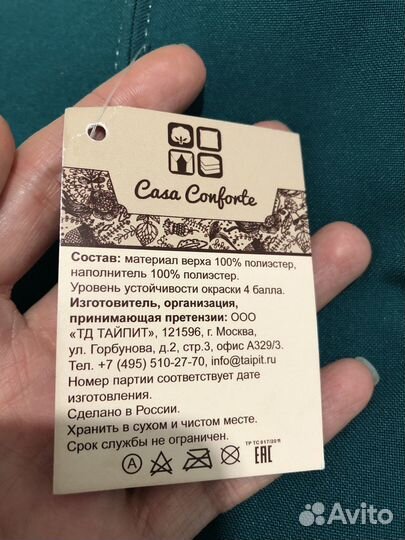 Casa Conforte
Состав: материал верха 100% полиэстер,
наполнитель 100% полиэстер.
Уровень устойчивости окраски 4 балла.
Изготовитель, организация,
принимающая претензии: ООО
«ТД ТАЙПИТ», 121596, г. Москва,
ул. Горбунова, д.2, стр.3, офис А329/3.
Тел. +7 (495) 510-27-70, info@taipit.ru
Номер партии соответствует дате
изготовления.
Сделано в России.
Хранить в сухом и чистом месте.
Срок службы не ограничен.
ТР ТС 017/2011
A
EAC
Avito